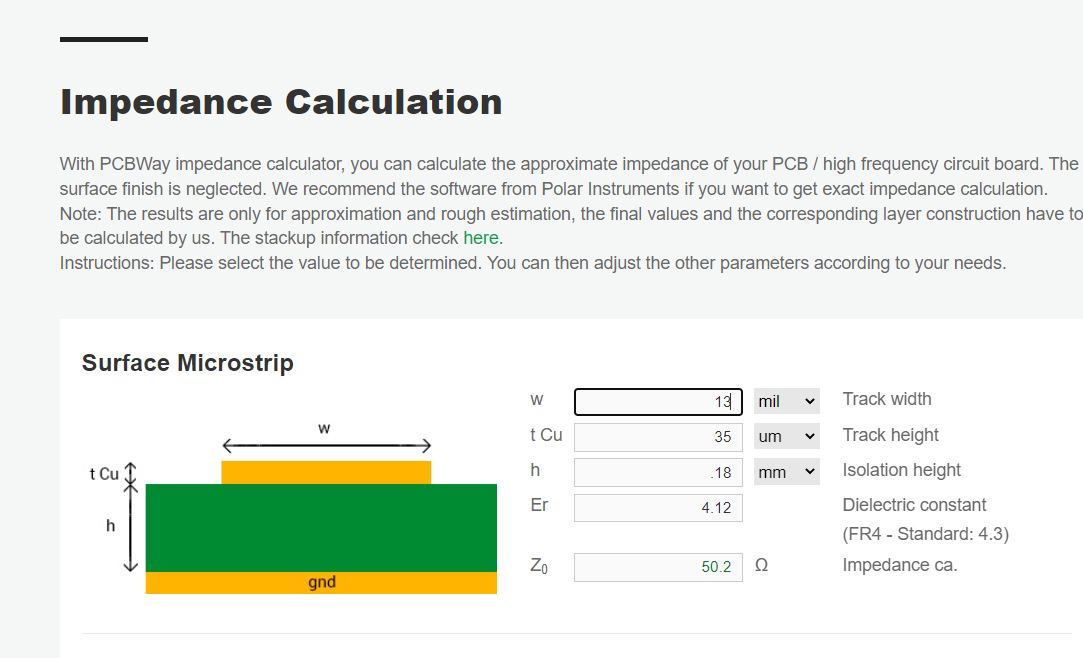 Impedance Calculation
With PCBWay impedance calculator, you can calculate the approximate impedance of your PCB / high frequency circuit board. The
surface finish is neglected. We recommend the software from Polar Instruments if you want to get exact impedance calculation.
Note: The results are only for approximation and rough estimation, the final values and the corresponding layer construction have to
be calculated by us. The stackup information check here.
Instructions: Please select the value to be determined. You can then adjust the other parameters according to your needs.
Surface Microstrip
w
t Cu
h
gnd
w 13 mil Track width
t Cu 35 um Track height
h .18 mm Isolation height
Er 4.12 Dielectric constant
(FR4 - Standard: 4.3)
Z0 50.2 Ω Impedance ca.